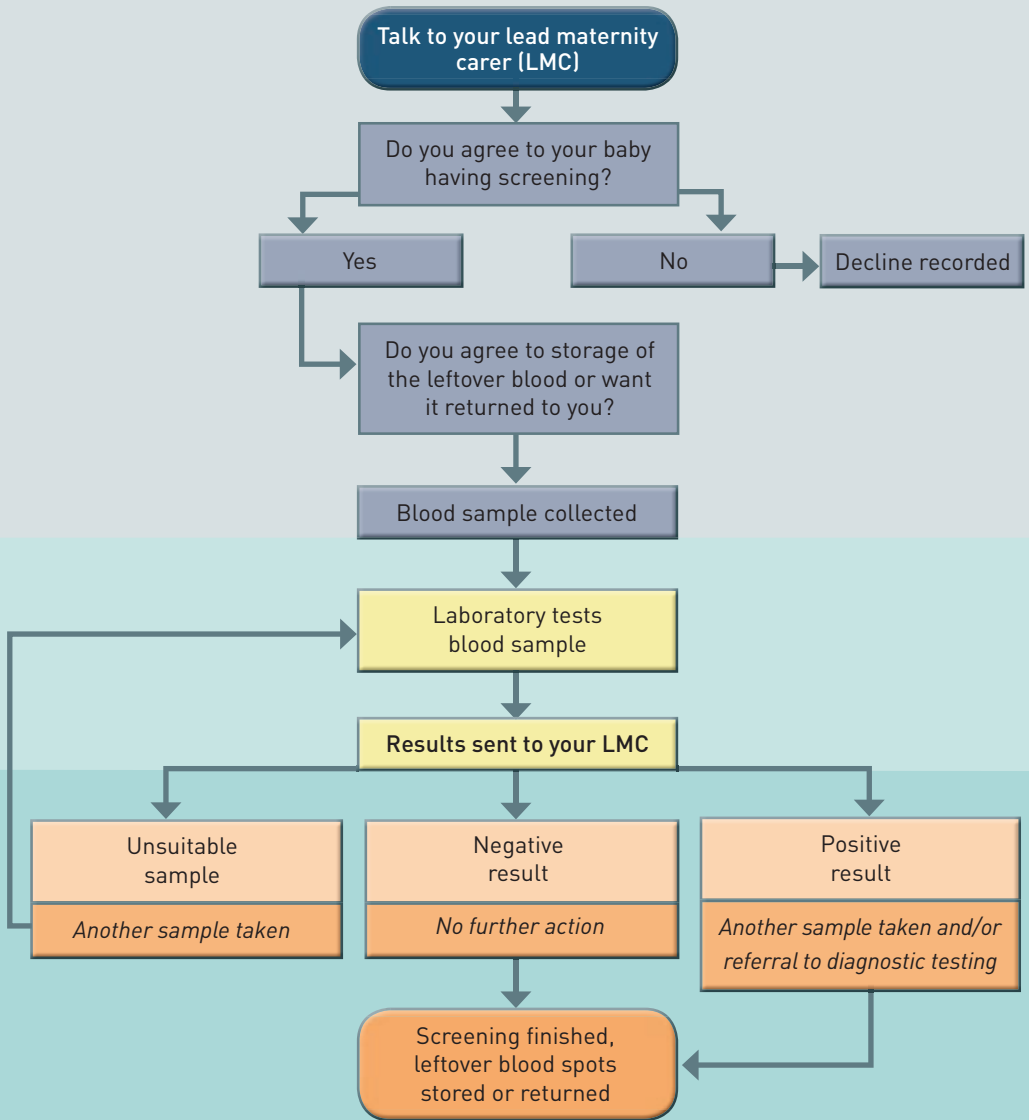 Talk to your lead maternity
carer (LMC)
Do you agree to your baby
having screening?
Yes
No
Decline recorded
Do you agree to storage of
the leftover blood or want
it returned to you?
Blood sample collected
Laboratory tests
blood sample
Results sent to your LMC
Unsuitable
sample
Another sample taken
Negative
result
No further action
Positive
result
Another sample taken and/or
referral to diagnostic testing
Screening finished,
leftover blood spots
stored or returned